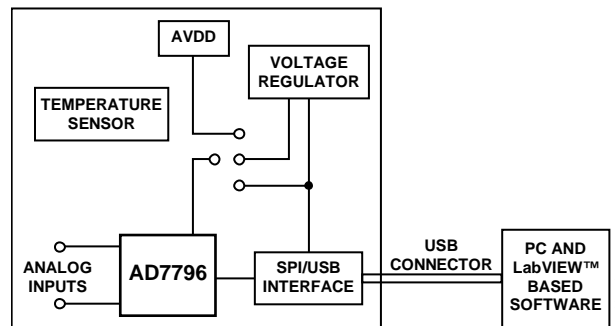 AVDD
VOLTAGE
REGULATOR
TEMPERATURE
SENSOR
ANALOG
INPUTS
AD7796
SPI/USB
INTERFACE
USB
CONNECTOR
PC AND
LabVIEW™
BASED
SOFTWARE